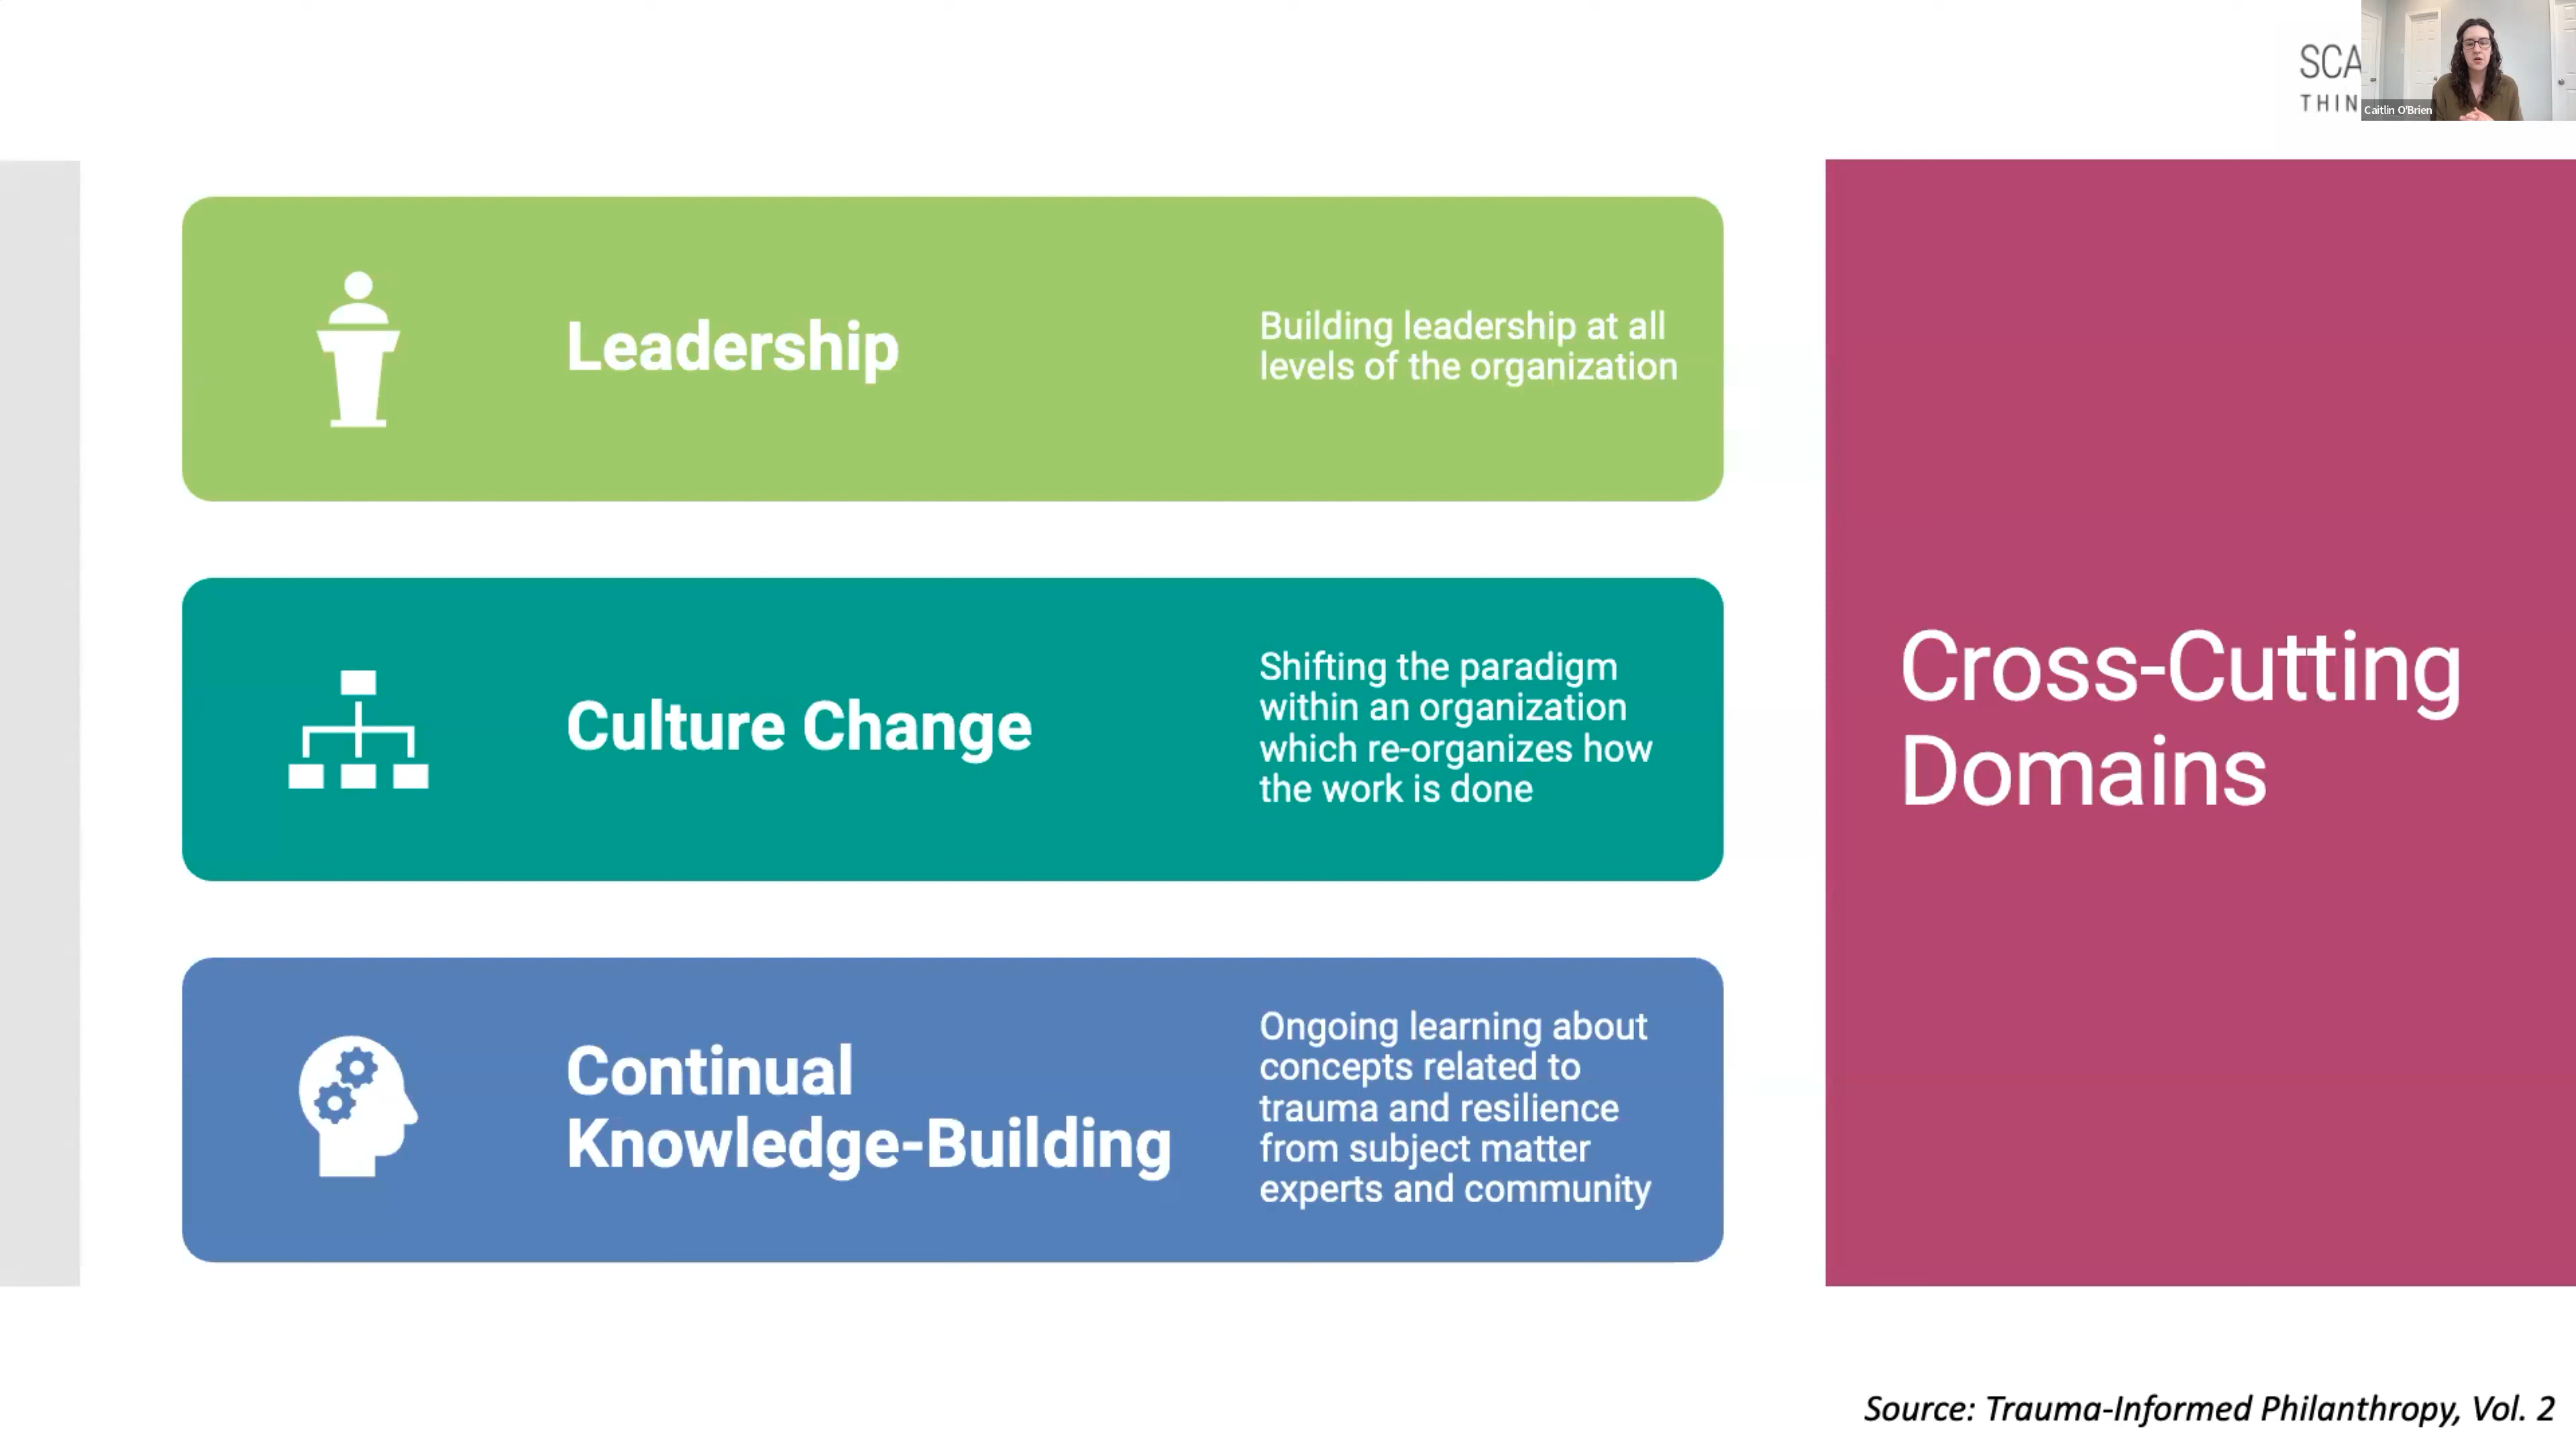 SCA
THIN
Caitlin O'Brien
Leadership
Building leadership at all
levels of the organization
Culture Change
Shifting the paradigm
within an organization
which re-organizes how
the work is done
Continual
Knowledge-Building
Ongoing learning about
concepts related to
trauma and resilience
from subject matter
experts and community
Cross-Cutting
Domains
Source: Trauma-Informed Philanthropy, Vol. 2